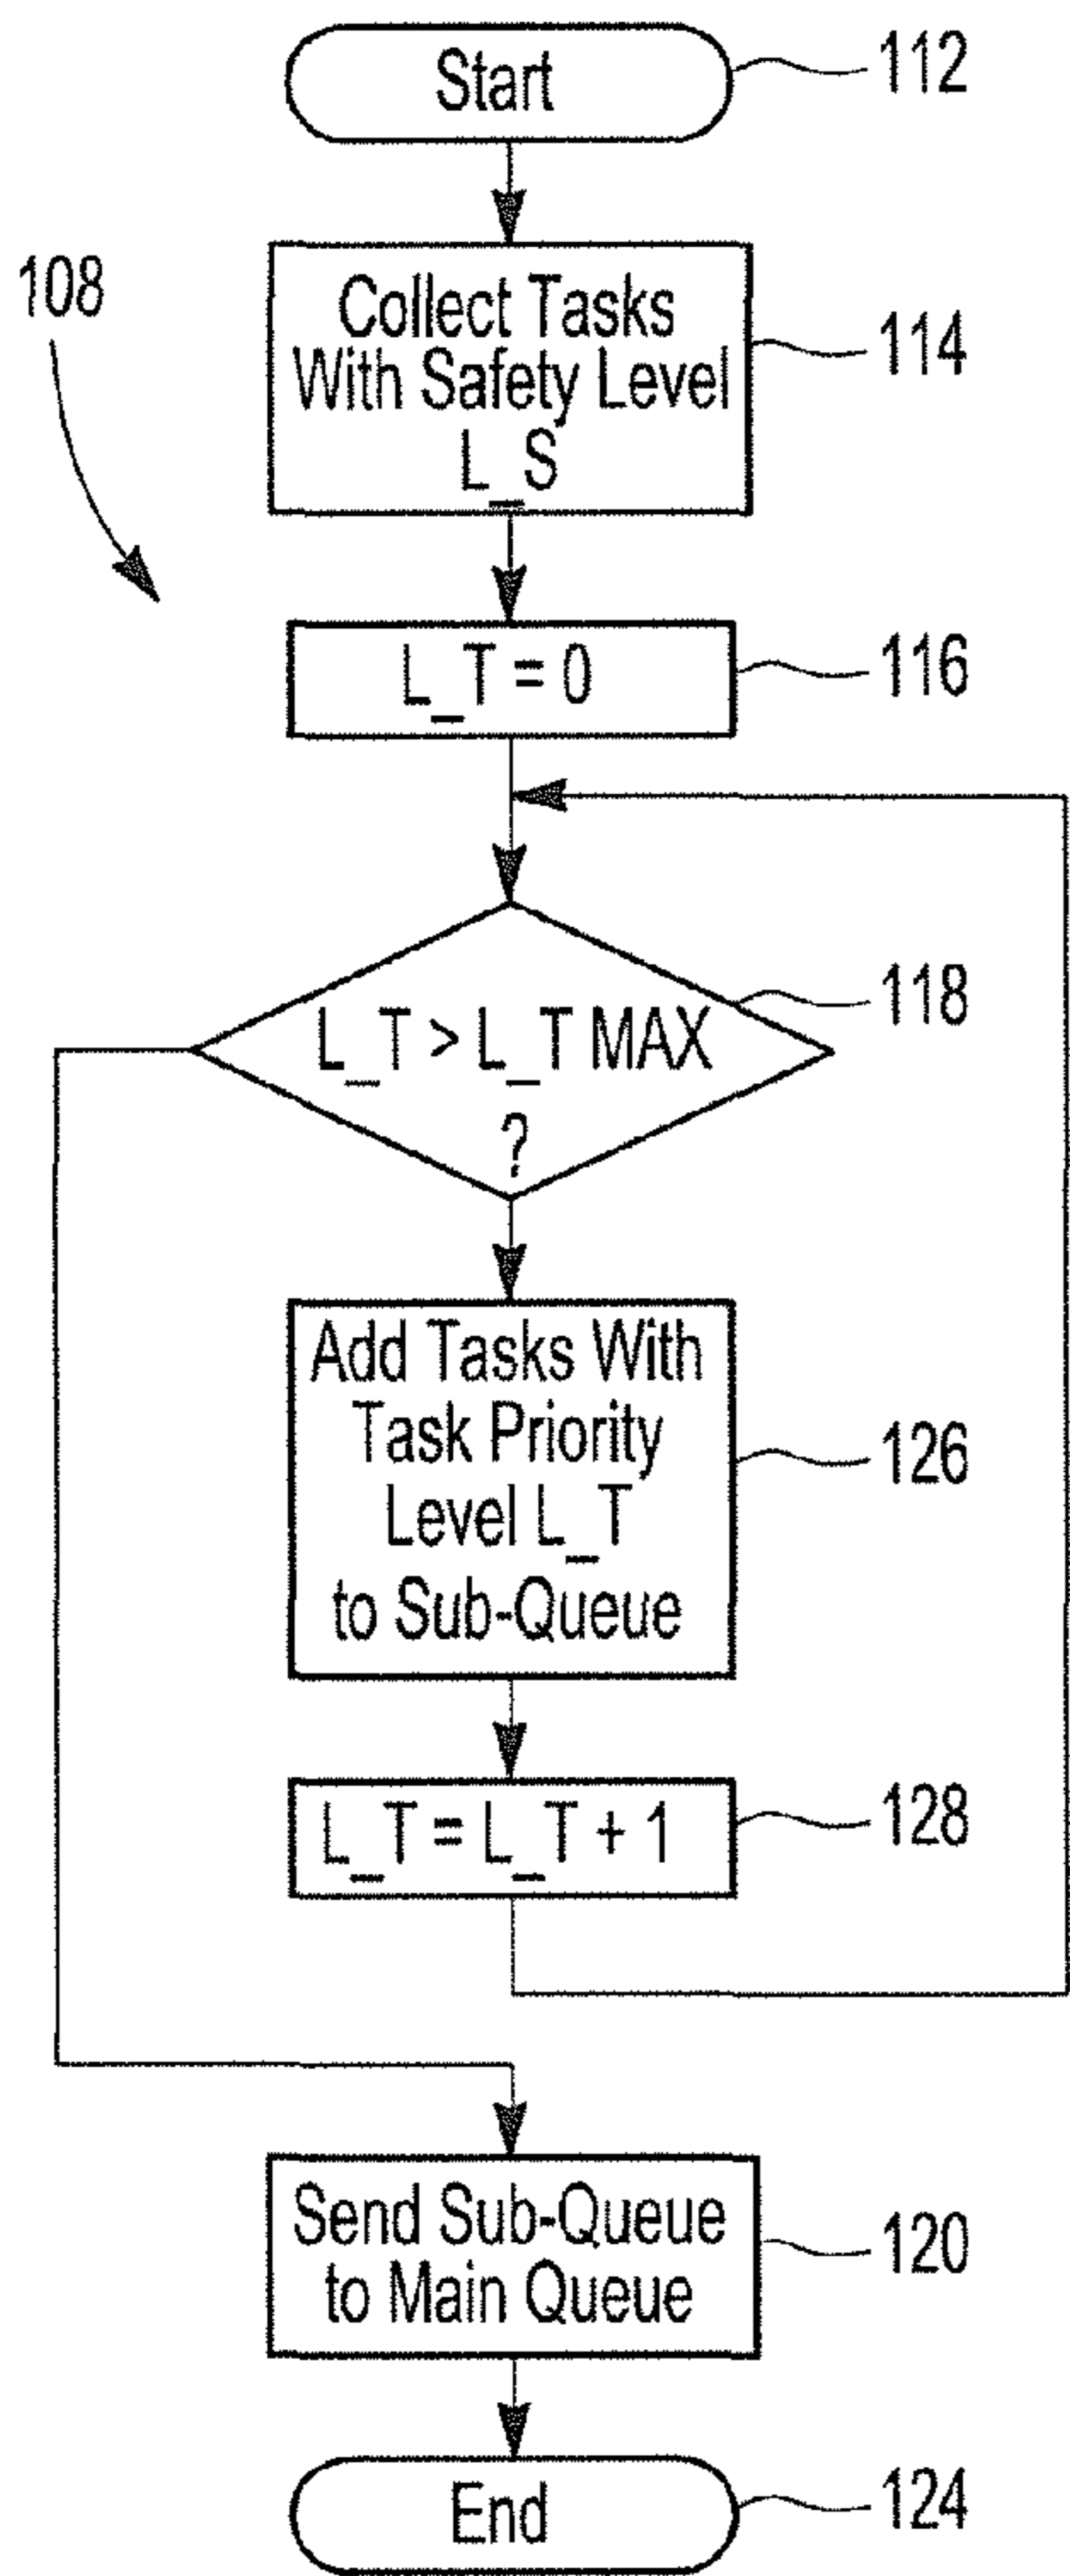 Start
112
108
Collect Tasks
With Safety Level
L_S
114
L_T = 0
116
L_T > L_T MAX
?
118
Add Tasks With
Task Priority
Level L_T
to Sub-Queue
126
L_T = L_T + 1
128
Send Sub-Queue
to Main Queue
120
End
124